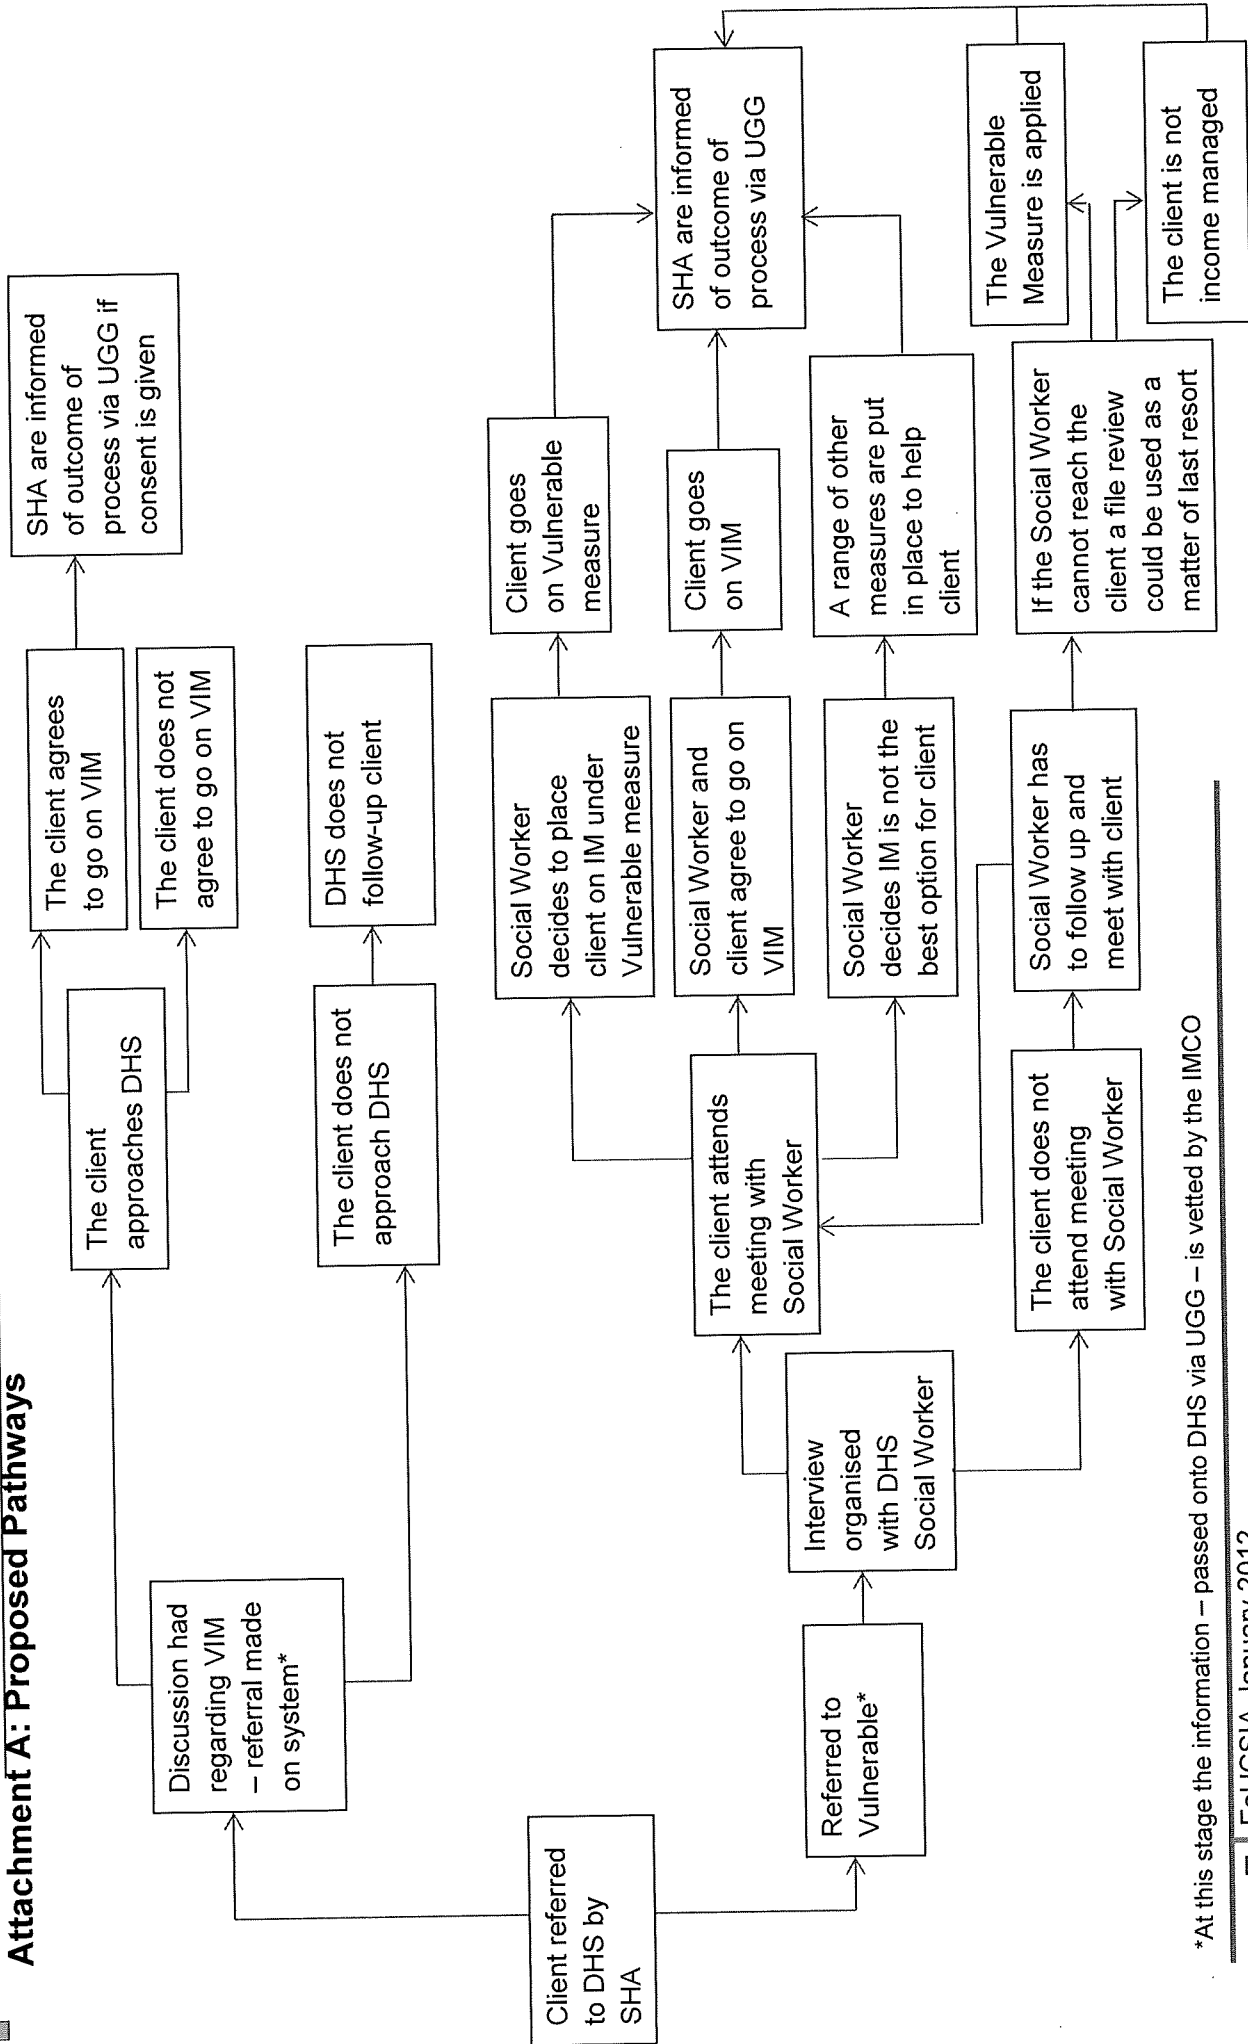 Attachment A: Proposed Pathways
Client referred
to DHS by
SHA
Discussion had
regarding VIM
– referral made
on system*
The client
approaches DHS
The client agrees
to go on VIM
SHA are informed
of outcome of
process via UGG if
consent is given
The client does not
agree to go on VIM
The client does not
approach DHS
DHS does not
follow-up client
Referred to
Vulnerable*
Interview
organised
with DHS
Social Worker
The client attends
meeting with
Social Worker
Social Worker
decides to place
client on IM under
Vulnerable measure
Client goes
on Vulnerable
measure
Social Worker and
client agree to go on
VIM
Client goes
on VIM
SHA are informed
of outcome of
process via UGG
Social Worker
decides IM is not the
best option for client
A range of other
measures are put
in place to help
client
The client does not
attend meeting
with Social Worker
Social Worker has
to follow up and
meet with client
If the Social Worker
cannot reach the
client a file review
could be used as a
matter of last resort
The Vulnerable
Measure is applied
The client is not
income managed
*At this stage the information – passed onto DHS via UGG – is vetted by the IMCO
FaHCSIA January 2012